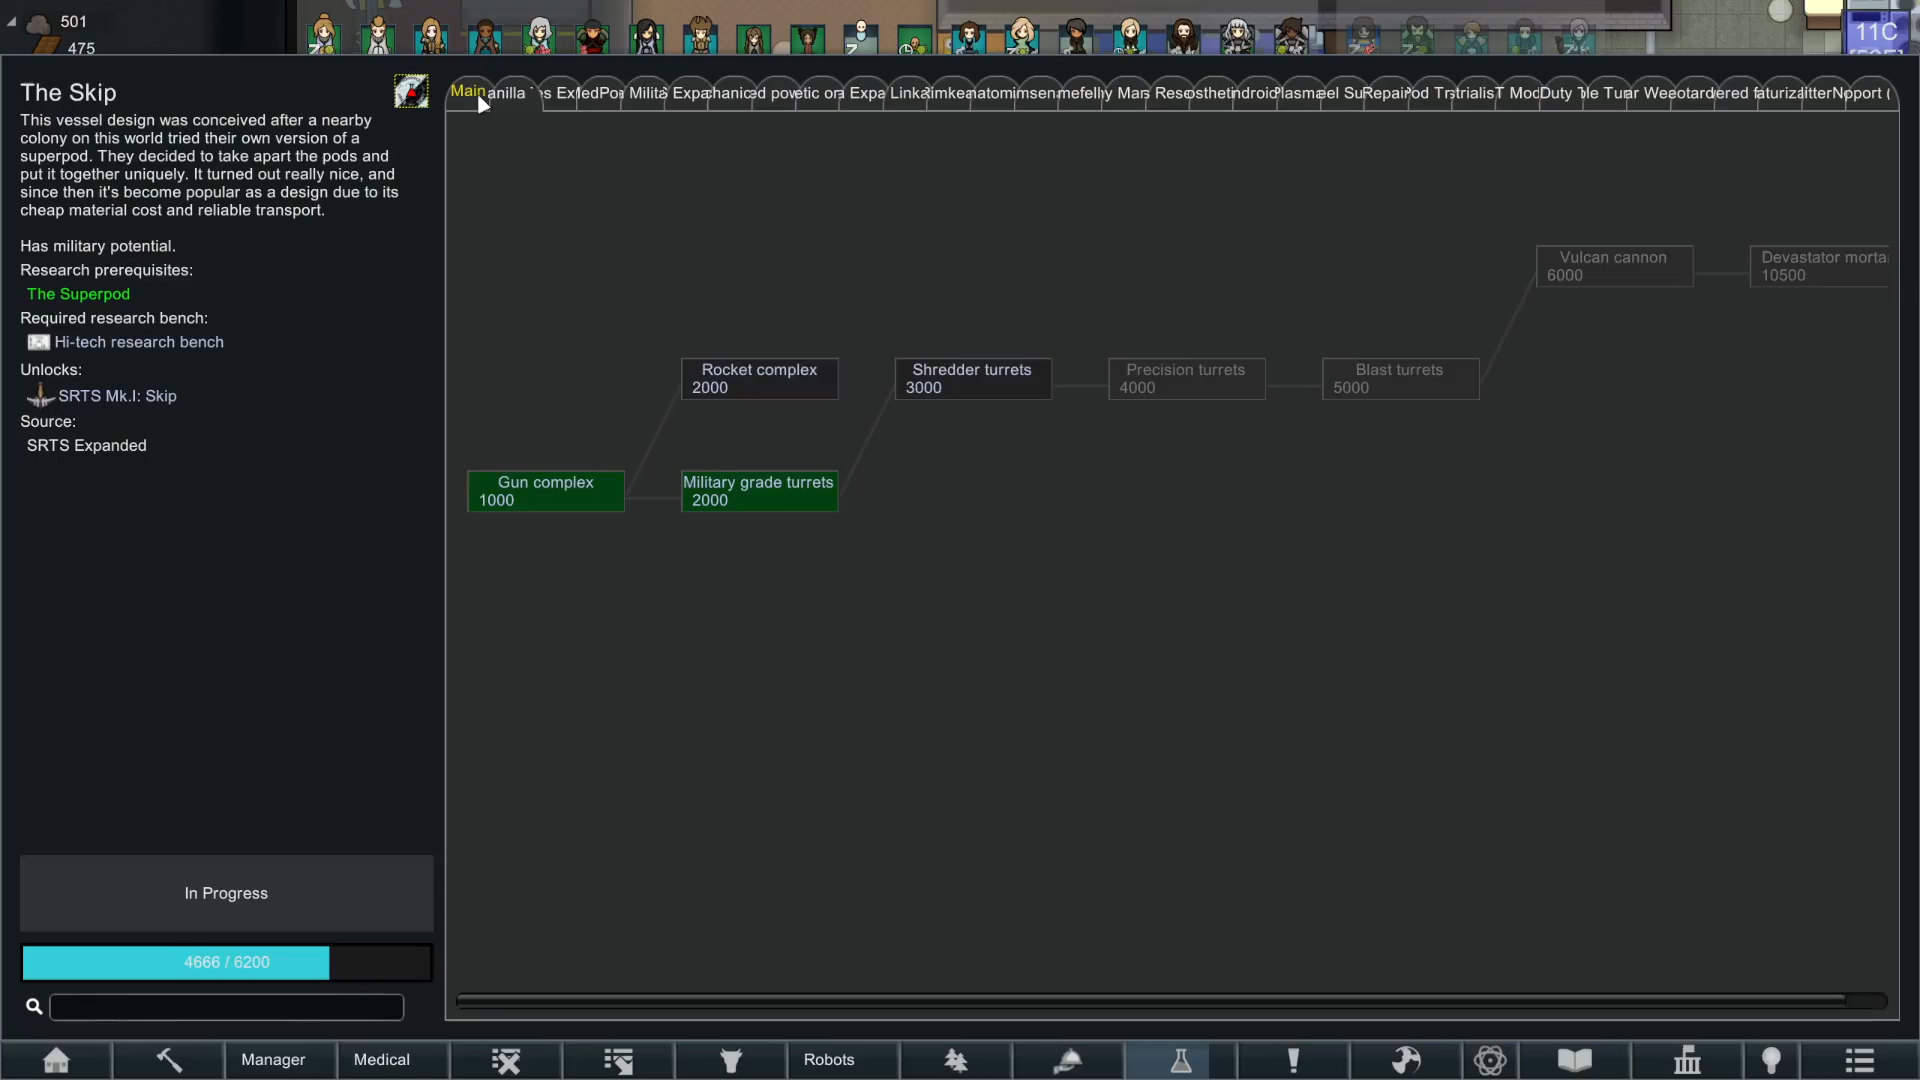 501
475
11C
The Skip
This vessel design was conceived after a nearby
colony on this world tried their own version of a
superpod. They decided to take apart the pods and
put it together uniquely. It turned out really nice, and
since then it's become popular as a design due to its
cheap material cost and reliable transport.
Has military potential.
Research prerequisites:
The Superpod
Required research bench:
Hi-tech research bench
Unlocks:
SRTS Mk.I: Skip
Source:
SRTS Expanded
In Progress
4666 / 6200
Main
Vulcan cannon
6000
Devastator morta
10500
Rocket complex
2000
Shredder turrets
3000
Precision turrets
4000
Blast turrets
5000
Gun complex
1000
Military grade turrets
2000
Manager
Medical
Robots